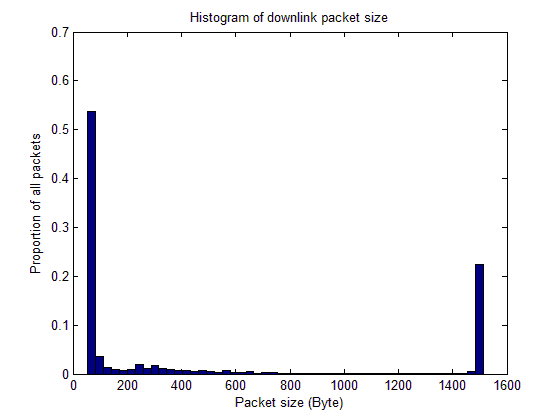 Histogram of downlink packet size
0.7
0.6
0.5
0.4
0.3
0.2
0.1
0
Proportion of all packets
0 200 400 600 800 1000 1200 1400 1600
Packet size (Byte)